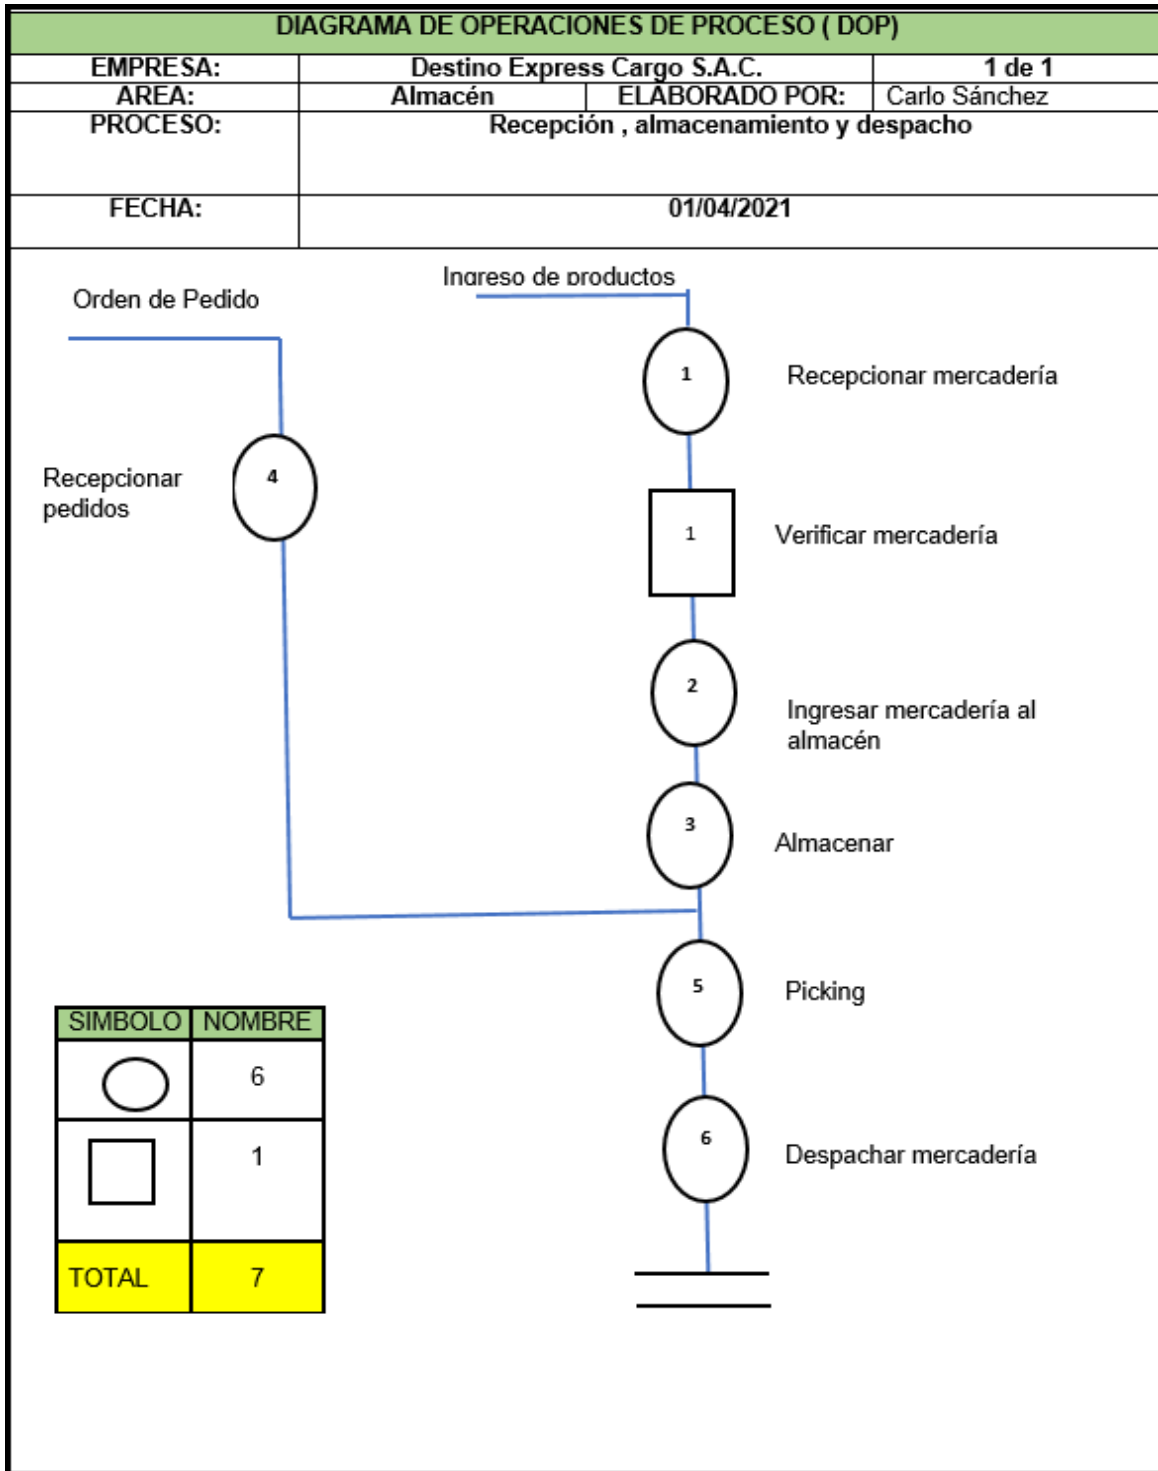 DIAGRAMA DE OPERACIONES DE PROCESO ( DOP)
EMPRESA: Destino Express Cargo S.A.C. 1 de 1
AREA: Almacén ELABORADO POR: Carlo Sánchez
PROCESO: Recepción , almacenamiento y despacho
FECHA: 01/04/2021
Ingreso de productos
Orden de Pedido
1 Recepcionar mercadería
Recepcionar
pedidos
4
1 Verificar mercadería
2
Ingresar mercadería al
almacén
3
Almacenar
5 Picking
SIMBOLO NOMBRE
6
1
TOTAL 7
6
Despachar mercadería